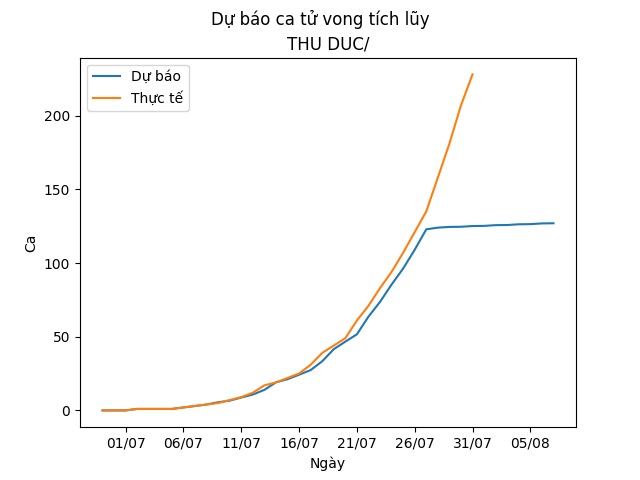 Dự báo ca tử vong tích lũy
THU DUC/
Dự báo
Thực tế
200
150
100
50
0
Ca
01/07 06/07 11/07 16/07 21/07 26/07 31/07 05/08
Ngày